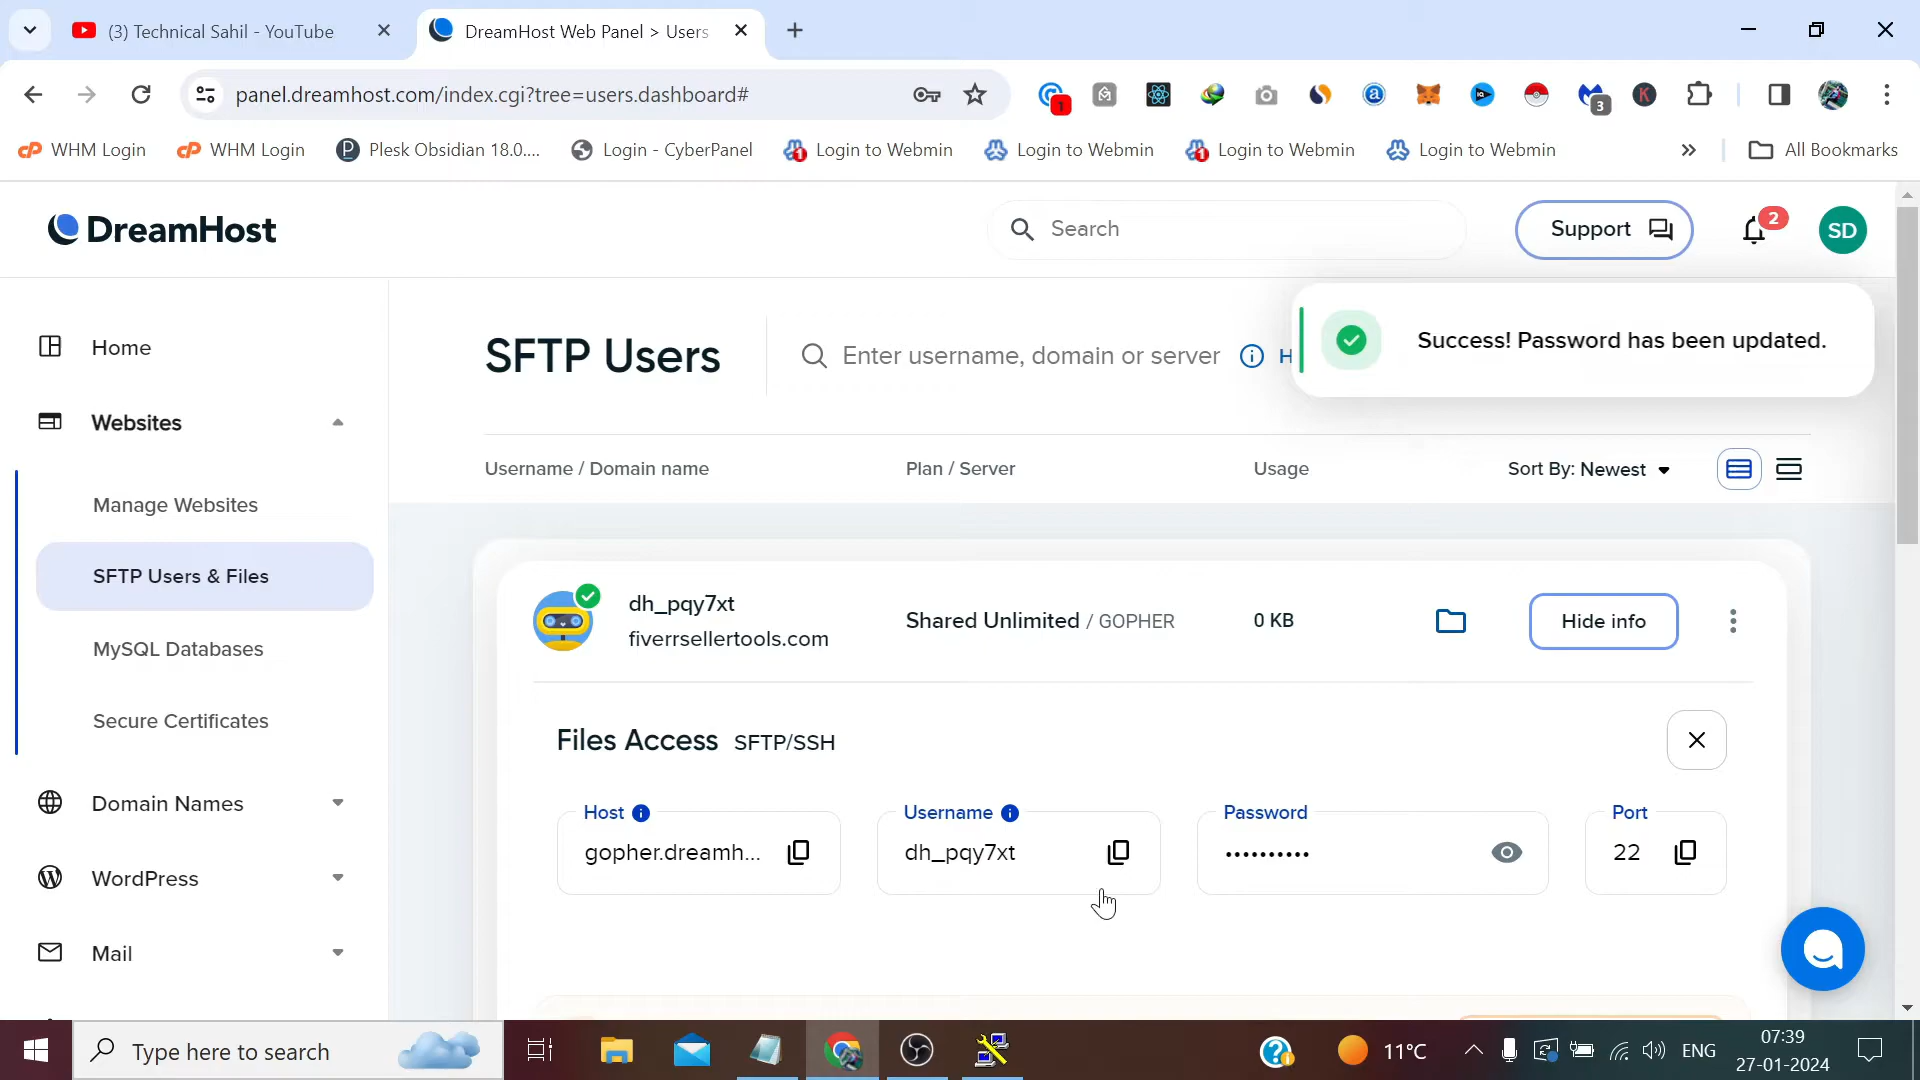 (3) Technical Sahil - YouTube
DreamHost Web Panel > Users
panel.dreamhost.com/index.cgi?tree=users.dashboard#
1
3
K
WHM Login
WHM Login
Plesk Obsidian 18.0....
Login - CyberPanel
Login to Webmin
Login to Webmin
Login to Webmin
Login to Webmin
All Bookmarks
DreamHost
Search
Support
2
SD
Success! Password has been updated.
Home
Websites
Manage Websites
SFTP Users & Files
MySQL Databases
Secure Certificates
Domain Names
WordPress
Mail
SFTP Users
Enter username, domain or server
H
Username / Domain name
Plan / Server
Usage
Sort By: Newest
dh_pqy7xt
fiverrsellertools.com
Shared Unlimited / GOPHER
0 KB
Hide info
Files Access SFTP/SSH
Host
gopher.dreamh...
Username
dh_pqy7xt
Password
••••••••••
Port
22
Type here to search
11°C
ENG
07:39
27-01-2024